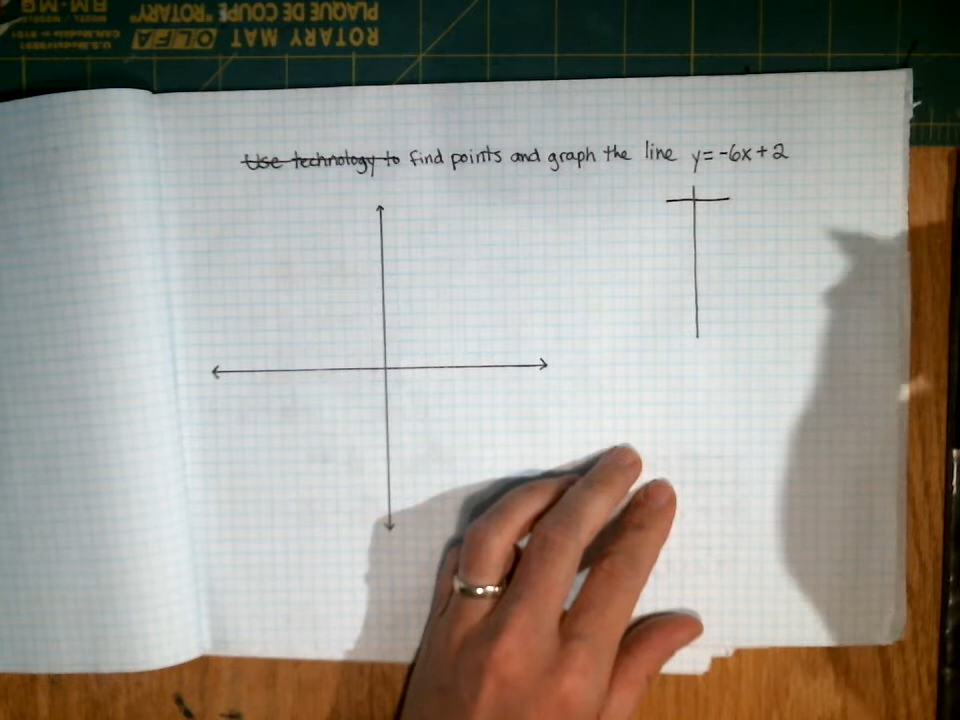 ROTARY MAT OLFA
PLAQUE DE COUPE "ROTARY"
RM-MG
Use technology to find points and graph the line y=-6x+2